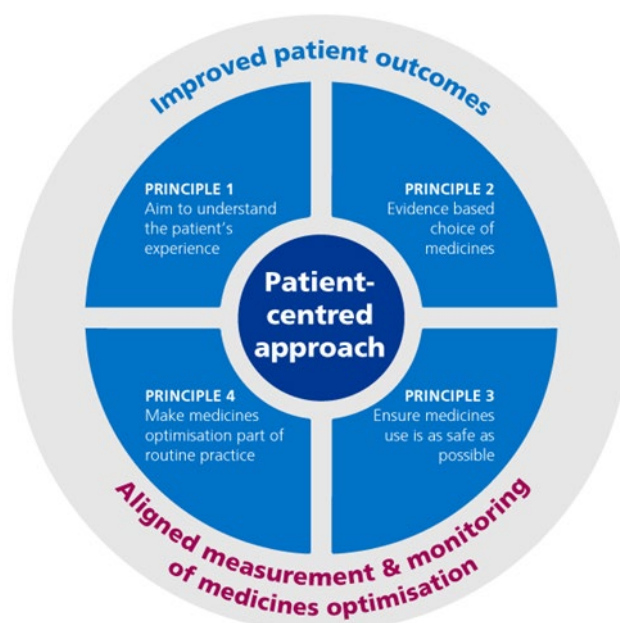 Improved patient outcomes
PRINCIPLE 1
Aim to understand
the patient's
experience
PRINCIPLE 2
Evidence based
choice of
medicines
Patient-
centred
approach
PRINCIPLE 4
Make medicines
optimisation part of
routine practice
PRINCIPLE 3
Ensure medicines
use is as safe as
possible
Aligned measurement & monitoring
of medicines optimisation